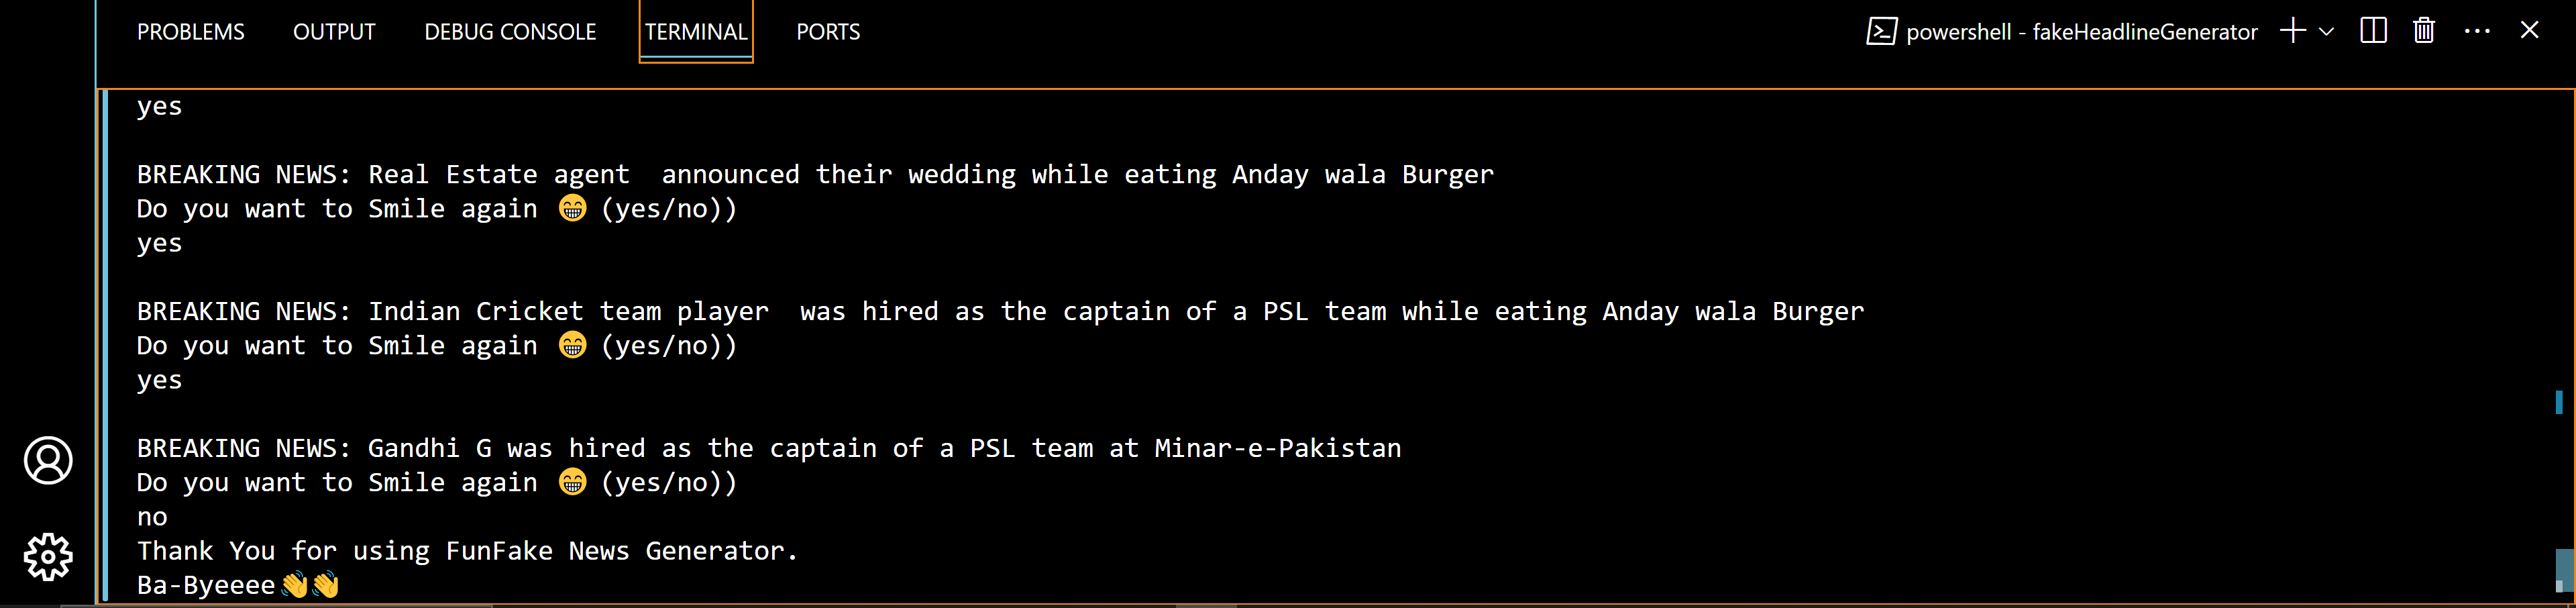 PROBLEMS OUTPUT DEBUG CONSOLE TERMINAL PORTS powershell - fakeHeadlineGenerator
yes
BREAKING NEWS: Real Estate agent  announced their wedding while eating Anday wala Burger
Do you want to Smile again 😁 (yes/no))
yes
BREAKING NEWS: Indian Cricket team player  was hired as the captain of a PSL team while eating Anday wala Burger
Do you want to Smile again 😁 (yes/no))
yes
BREAKING NEWS: Gandhi G was hired as the captain of a PSL team at Minar-e-Pakistan
Do you want to Smile again 😁 (yes/no))
no
Thank You for using FunFake News Generator.
Ba-Byeeee👋👋